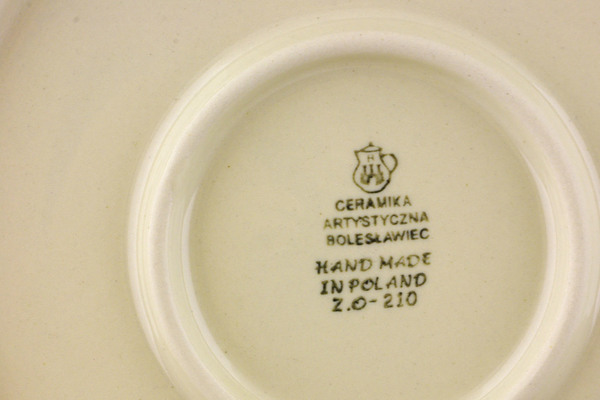 CERAMIKA
ARTYSTYCZNA
BOLESŁAWIEC
HAND MADE
IN POLAND
Z.O-210